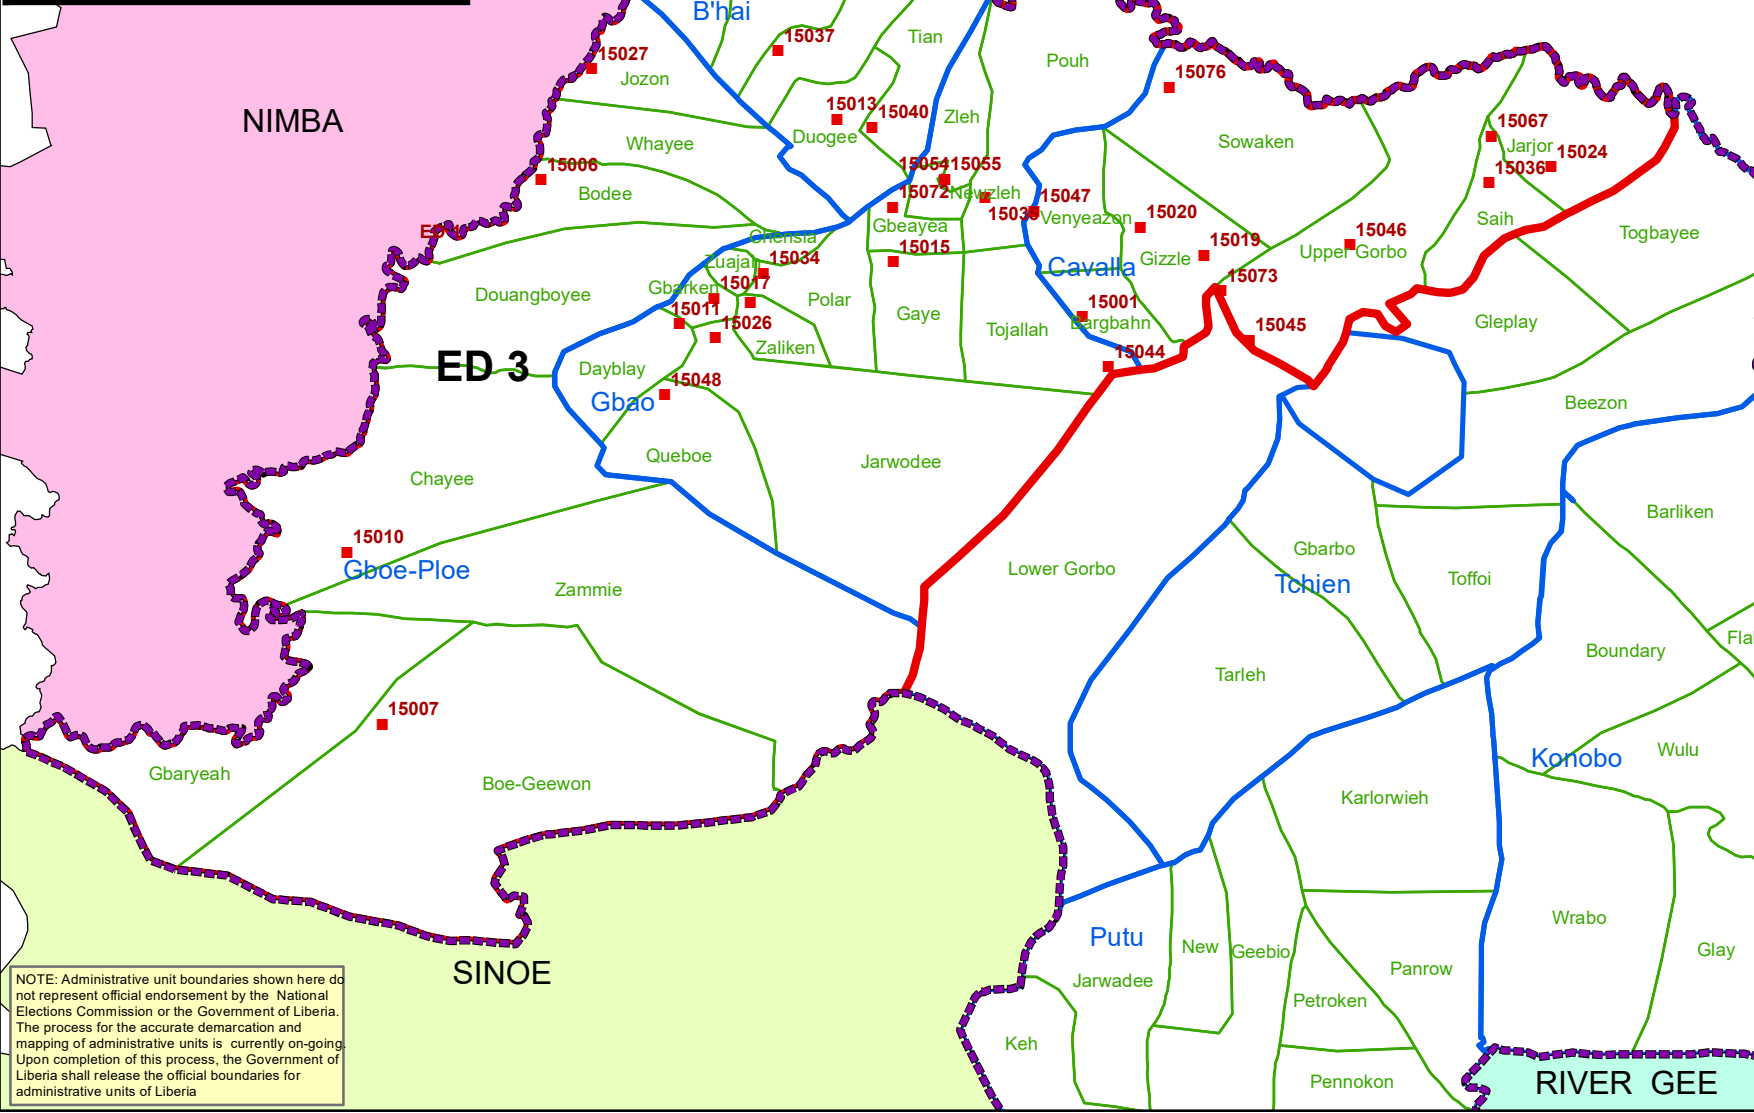 B'hai
15037
Tian
15027
Pouh
Jozon
15076
15013
15040
NIMBA
Zleh
15067
Duogee
Whayee
Sowaken
Jarjor
15024
15006
15054
15055
15036
Bodee
15072
Newzleh
15047
15020
Venyeazon
Saih
Gbeayea
ED
Chensia
15019
15046
Togbayee
15015
Uppel Gorbo
Zuajah
15034
Gizzle
Cavalla
15073
Gbarken
15017
Douangboyee
Polar
15001
15011
Gaye
Bargbahn
Gleplay
15026
Tojallah
15045
Zaliken
15044
ED 3
Dayblay
15048
Gbao
Beezon
Queboe
Jarwodee
Chayee
Barliken
15010
Gbarbo
Gboe-Ploe
Lower Gorbo
Toffoi
Tchien
Zammie
Boundary
Tarleh
15007
Wulu
Konobo
Gbaryeah
Boe-Geewon
Karlorwieh
Wrabo
Putu
New
Geebio
Glay
SINOE
Panrow
Jarwadee
Petroken
Keh
Pennokon
RIVER GEE
NOTE: Administrative unit boundaries shown here do
not represent official endorsement by the National
Elections Commission or the Government of Liberia.
The process for the accurate demarcation and
mapping of administrative units is currently on-going.
Upon completion of this process, the Government of
Liberia shall release the official boundaries for
administrative units of Liberia